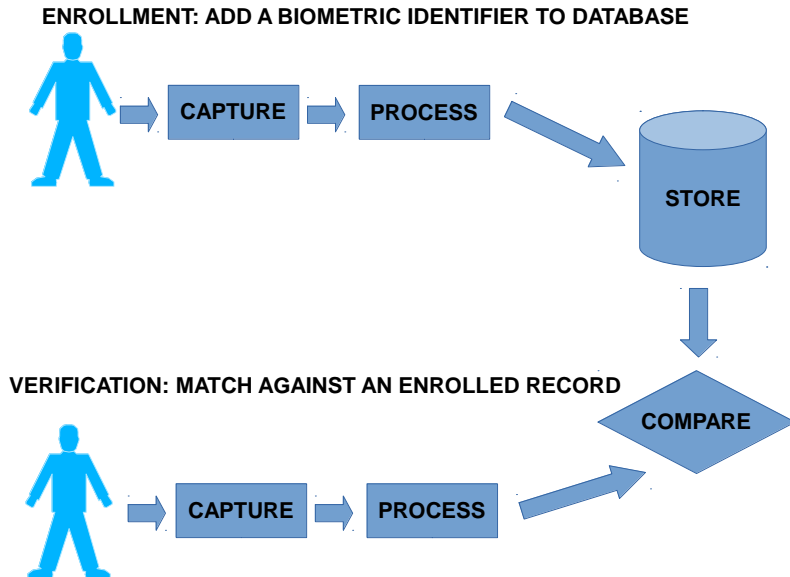 ENROLLMENT: ADD A BIOMETRIC IDENTIFIER TO DATABASE
CAPTURE
PROCESS
STORE
VERIFICATION: MATCH AGAINST AN ENROLLED RECORD
COMPARE
CAPTURE
PROCESS